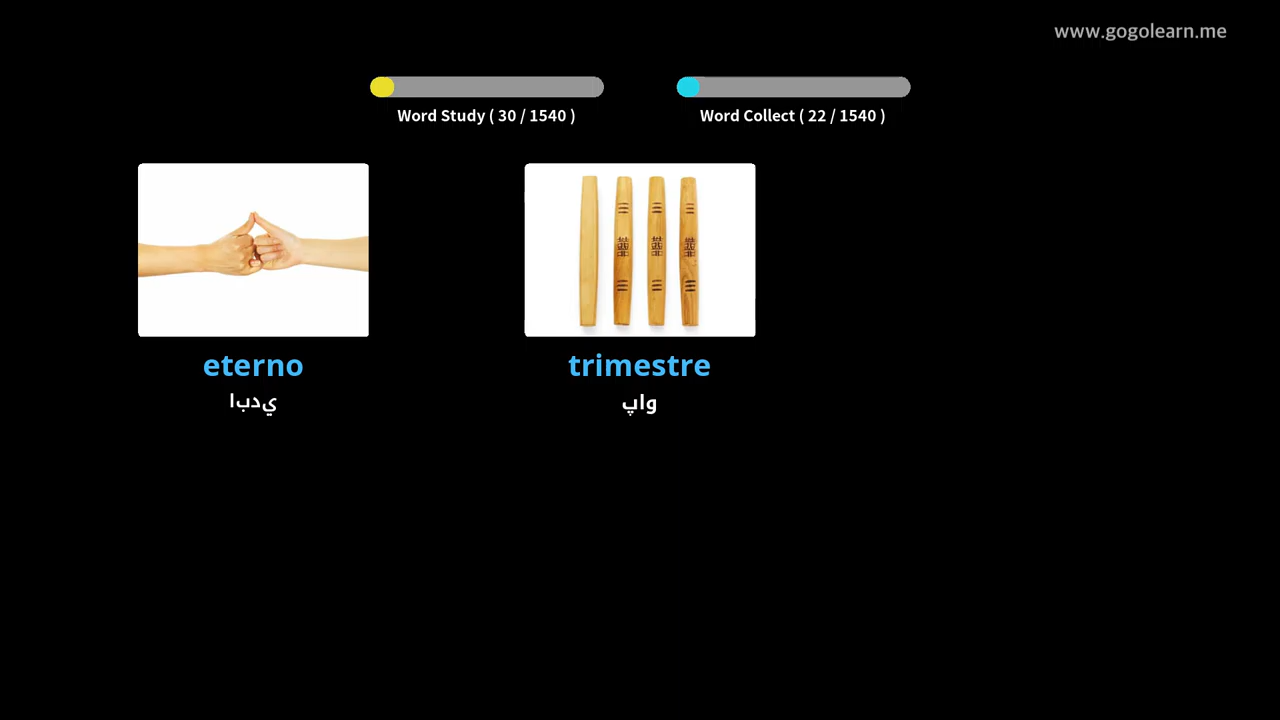 www.gogolearn.me
Word Study ( 30 / 1540 )
Word Collect ( 22 / 1540 )
eterno
ابدي
trimestre
پاو